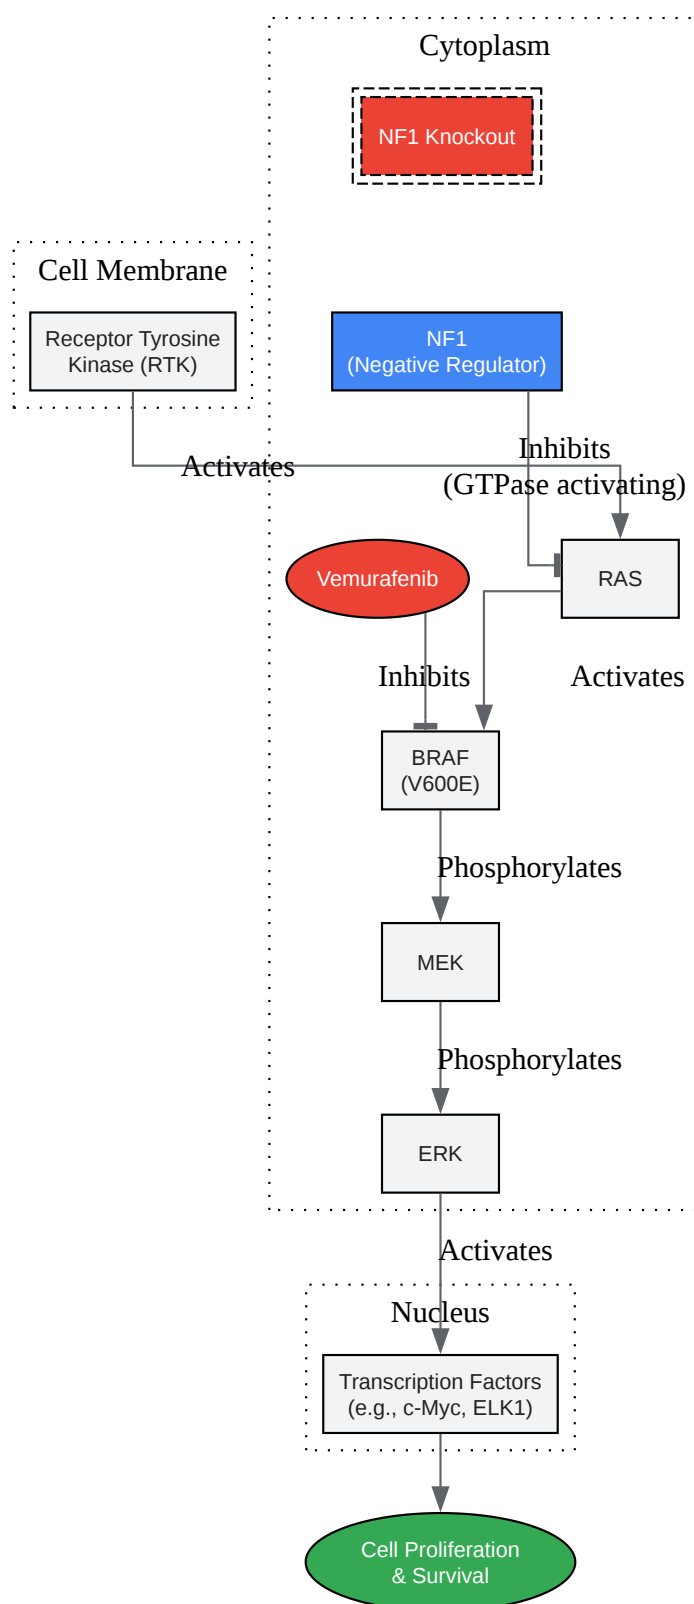 Cytoplasm
NF1 Knockout
Cell Membrane
Receptor Tyrosine
Kinase (RTK)
NF1
(Negative Regulator)
Activates
Inhibits
(GTPase activating)
Vemurafenib
RAS
Inhibits
Activates
BRAF
(V600E)
Phosphorylates
MEK
Phosphorylates
ERK
Activates
Nucleus
Transcription Factors
(e.g., c-Myc, ELK1)
Cell Proliferation
& Survival